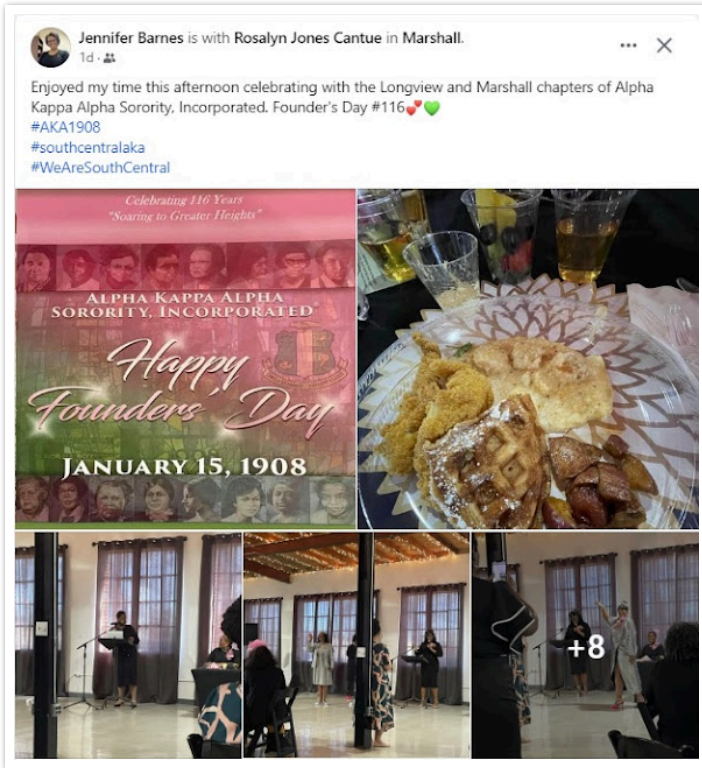 Jennifer Barnes is with Rosalyn Jones Cantue in Marshall.
1d ·
Enjoyed my time this afternoon celebrating with the Longview and Marshall chapters of Alpha
Kappa Alpha Sorority, Incorporated. Founder's Day #116💕💚
#AKA1908
#southcentralaka
#WeAreSouthCentral
Celebrating 116 Years
"Soaring to Greater Heights"
ALPHA KAPPA ALPHA
SORORITY, INCORPORATED®
Happy
Founders' Day
JANUARY 15, 1908
+8